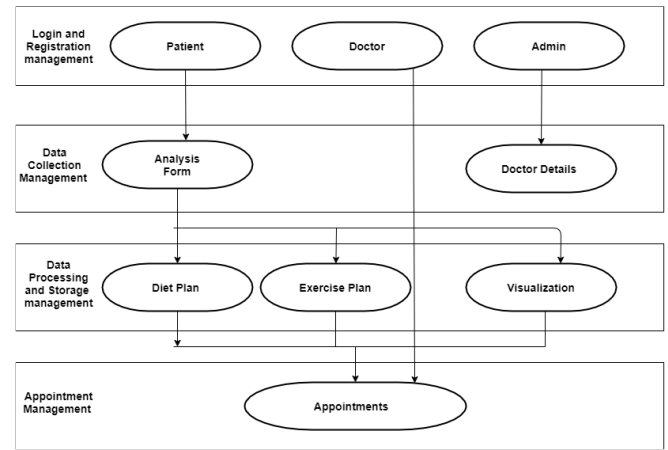 Login and
Registration
management
Patient
Doctor
Admin
Data
Collection
Management
Analysis
Form
Doctor Details
Data
Processing
and Storage
management
Diet Plan
Exercise Plan
Visualization
Appointment
Management
Appointments